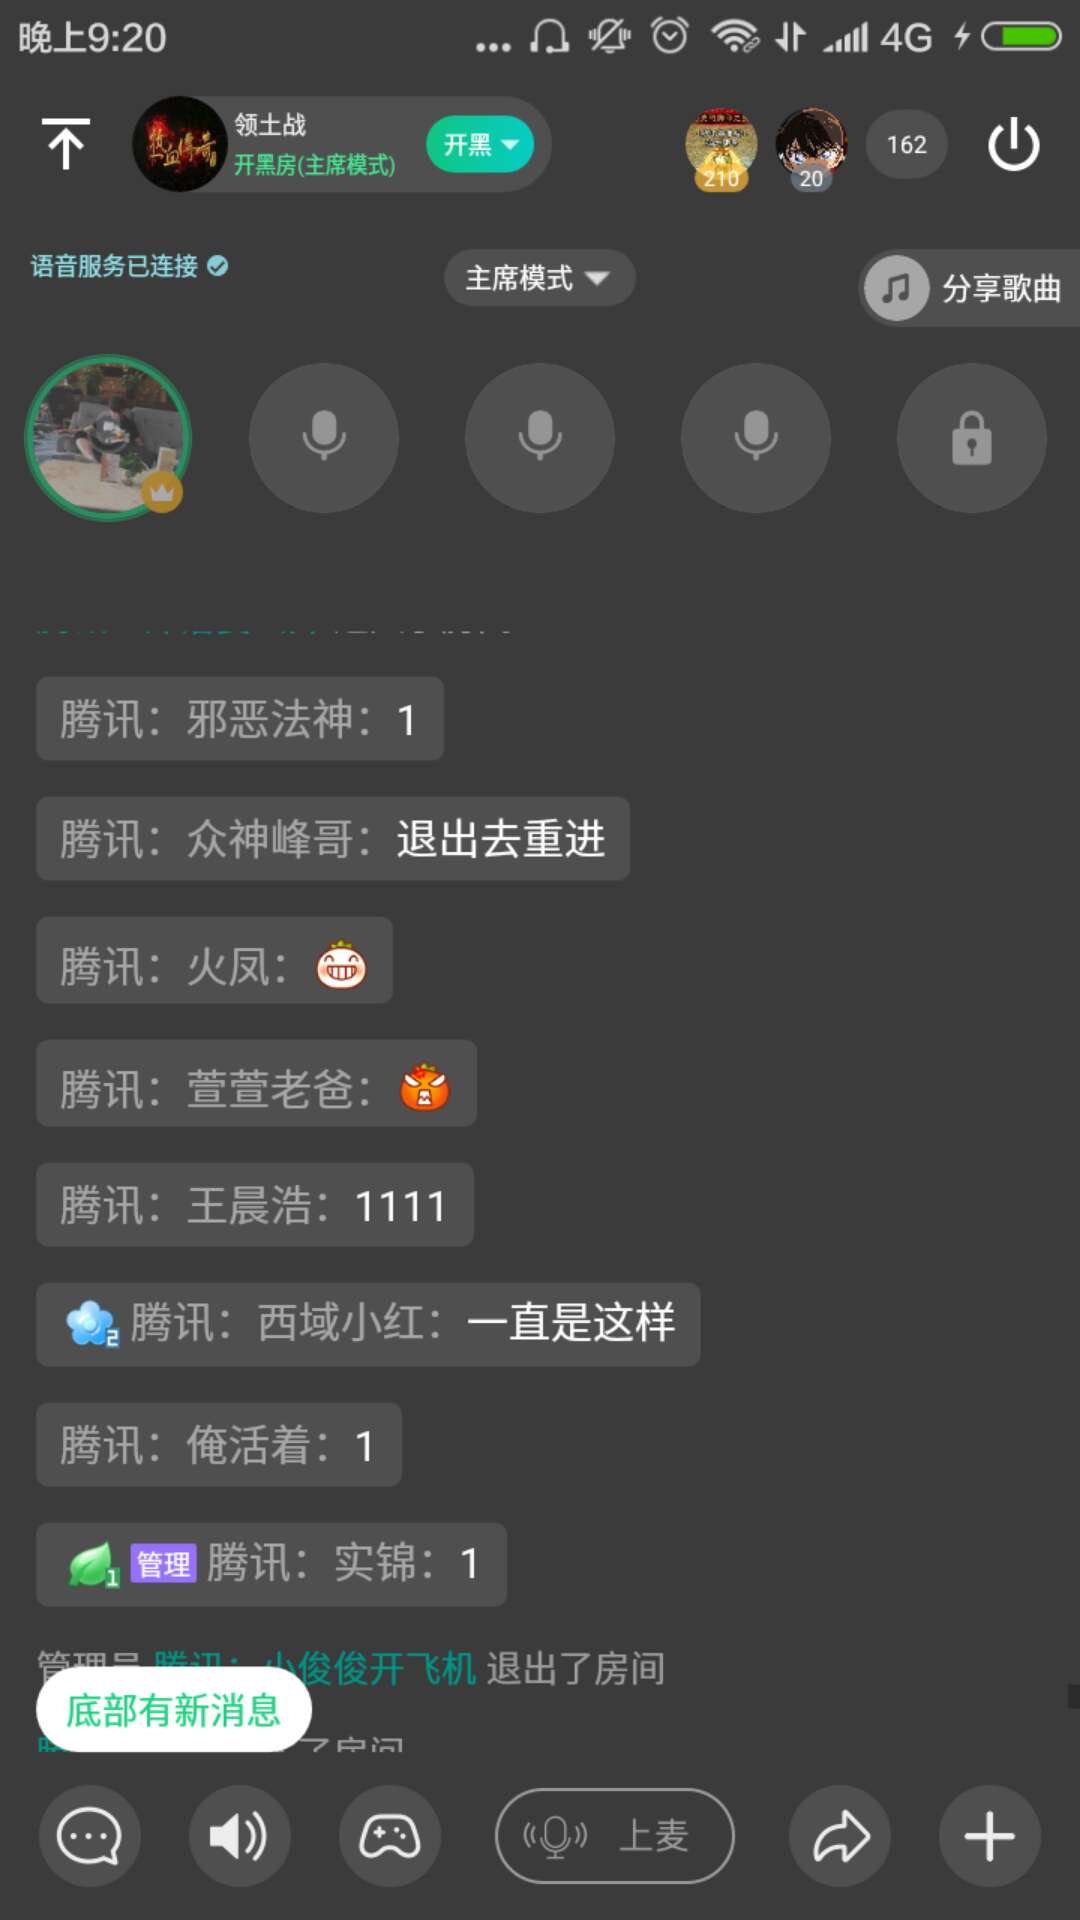 晚上9:20
4G
领土战
开黑房(主席模式)
开黑
210
20
162
语音服务已连接
主席模式
分享歌曲
腾讯：邪恶法神：1
腾讯：众神峰哥：退出去重进
腾讯：火凤：
腾讯：萱萱老爸：
腾讯：王晨浩：1111
2 腾讯：西域小红：一直是这样
腾讯：俺活着：1
1 管理 腾讯：实锦：1
管理员 腾讯：小俊俊开飞机 退出了房间
底部有新消息
了房间
上麦